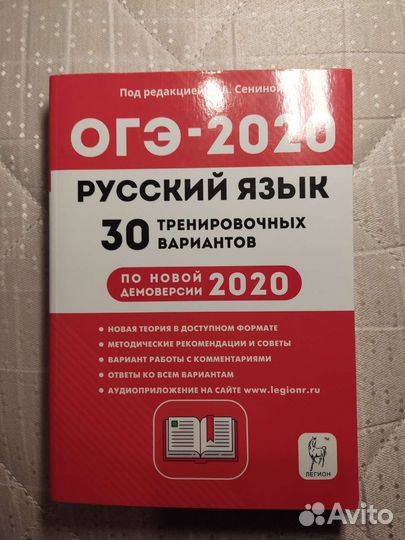 Под редакцией А. Сениной
ОГЭ-2020
РУССКИЙ ЯЗЫК
30 ТРЕНИРОВОЧНЫХ
ВАРИАНТОВ
ПО НОВОЙ
ДЕМОВЕРСИИ 2020
• НОВАЯ ТЕОРИЯ В ДОСТУПНОМ ФОРМАТЕ
• МЕТОДИЧЕСКИЕ РЕКОМЕНДАЦИИ И СОВЕТЫ
• ВАРИАНТ РАБОТЫ С КОММЕНТАРИЯМИ
• ОТВЕТЫ КО ВСЕМ ВАРИАНТАМ
• АУДИОПРИЛОЖЕНИЕ НА САЙТЕ www.legionr.ru
ЛЕГИОН
Avito